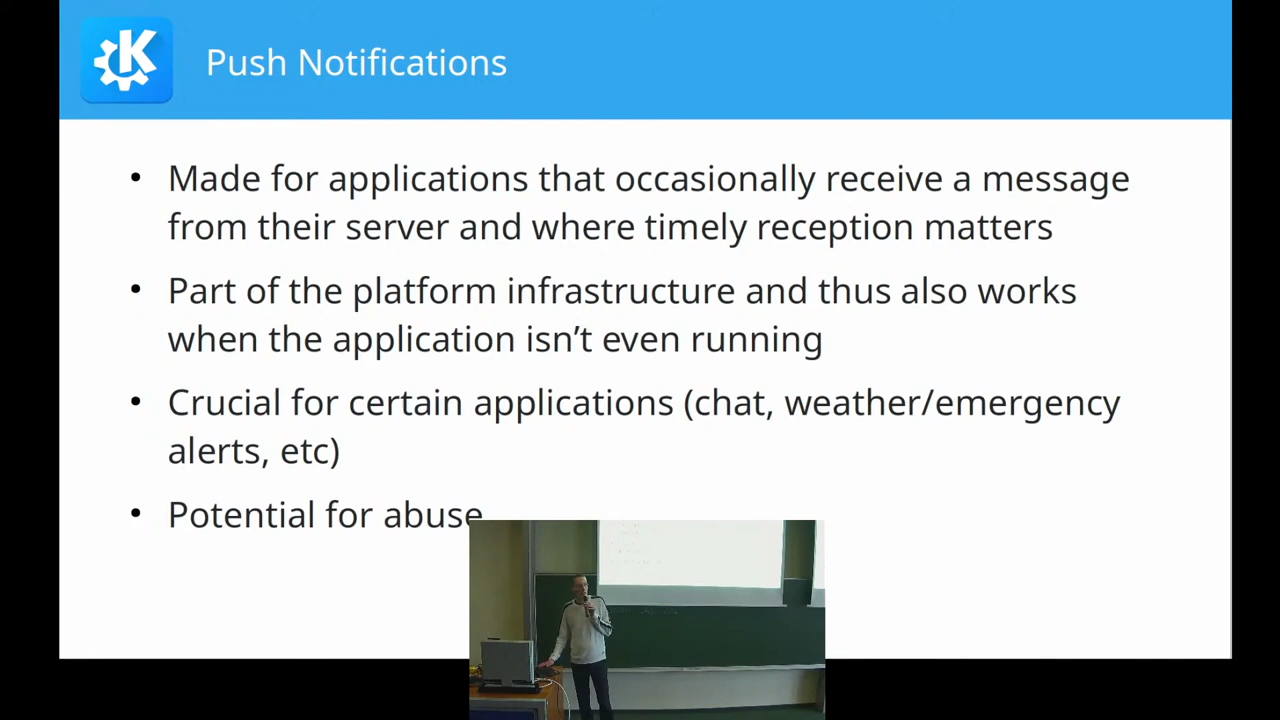 Push Notifications
• Made for applications that occasionally receive a message
from their server and where timely reception matters
• Part of the platform infrastructure and thus also works
when the application isn’t even running
• Crucial for certain applications (chat, weather/emergency
alerts, etc)
• Potential for abuse